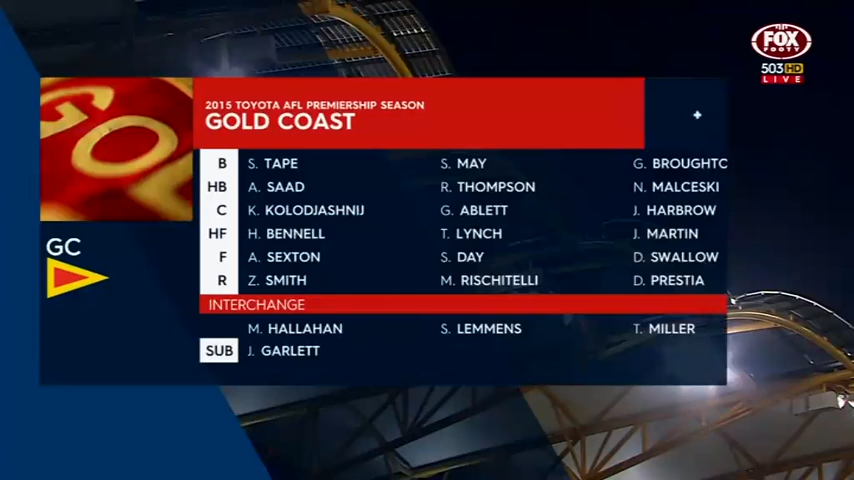 FOX
FOOTY
503 HD
LIVE
2015 TOYOTA AFL PREMIERSHIP SEASON
GOLD COAST
GOL
GC
B S. TAPE S. MAY G. BROUGHTC
HB A. SAAD R. THOMPSON N. MALCESKI
C K. KOLODJASHNIJ G. ABLETT J. HARBROW
HF H. BENNELL T. LYNCH J. MARTIN
F A. SEXTON S. DAY D. SWALLOW
R Z. SMITH M. RISCHITELLI D. PRESTIA
INTERCHANGE
M. HALLAHAN S. LEMMENS T. MILLER
SUB J. GARLETT